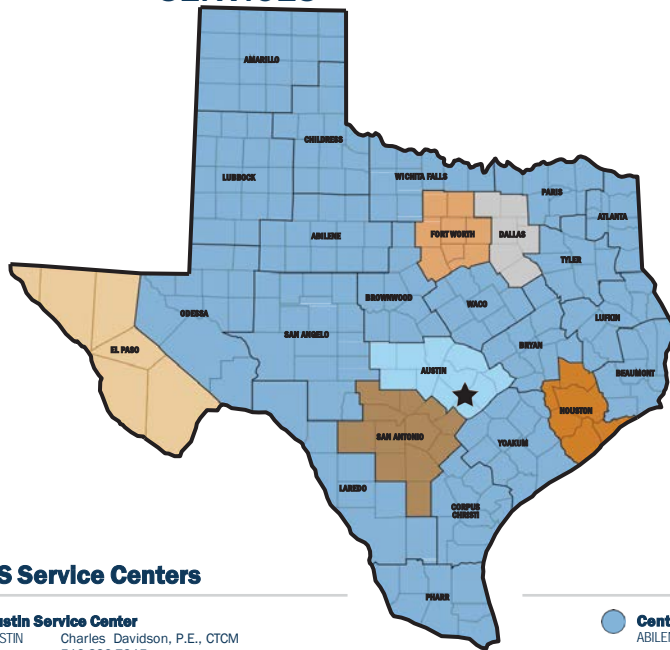 AMARILLO
CHILDRESS
LUBBOCK
WICHITA FALLS
PARIS
ATLANTA
FORT WORTH
DALLAS
ABILENE
TYLER
BROWNWOOD
WACO
ODESSA
LUFKIN
SAN ANGELO
BRYAN
EL PASO
AUSTIN
BEAUMONT
HOUSTON
SAN ANTONIO
YOAKUM
LAREDO
CORPUS
CHRISTI
PHARR
S Service Centers
ustin Service Center
STIN Charles Davidson, P.E., CTCM
Cent
ABILEN